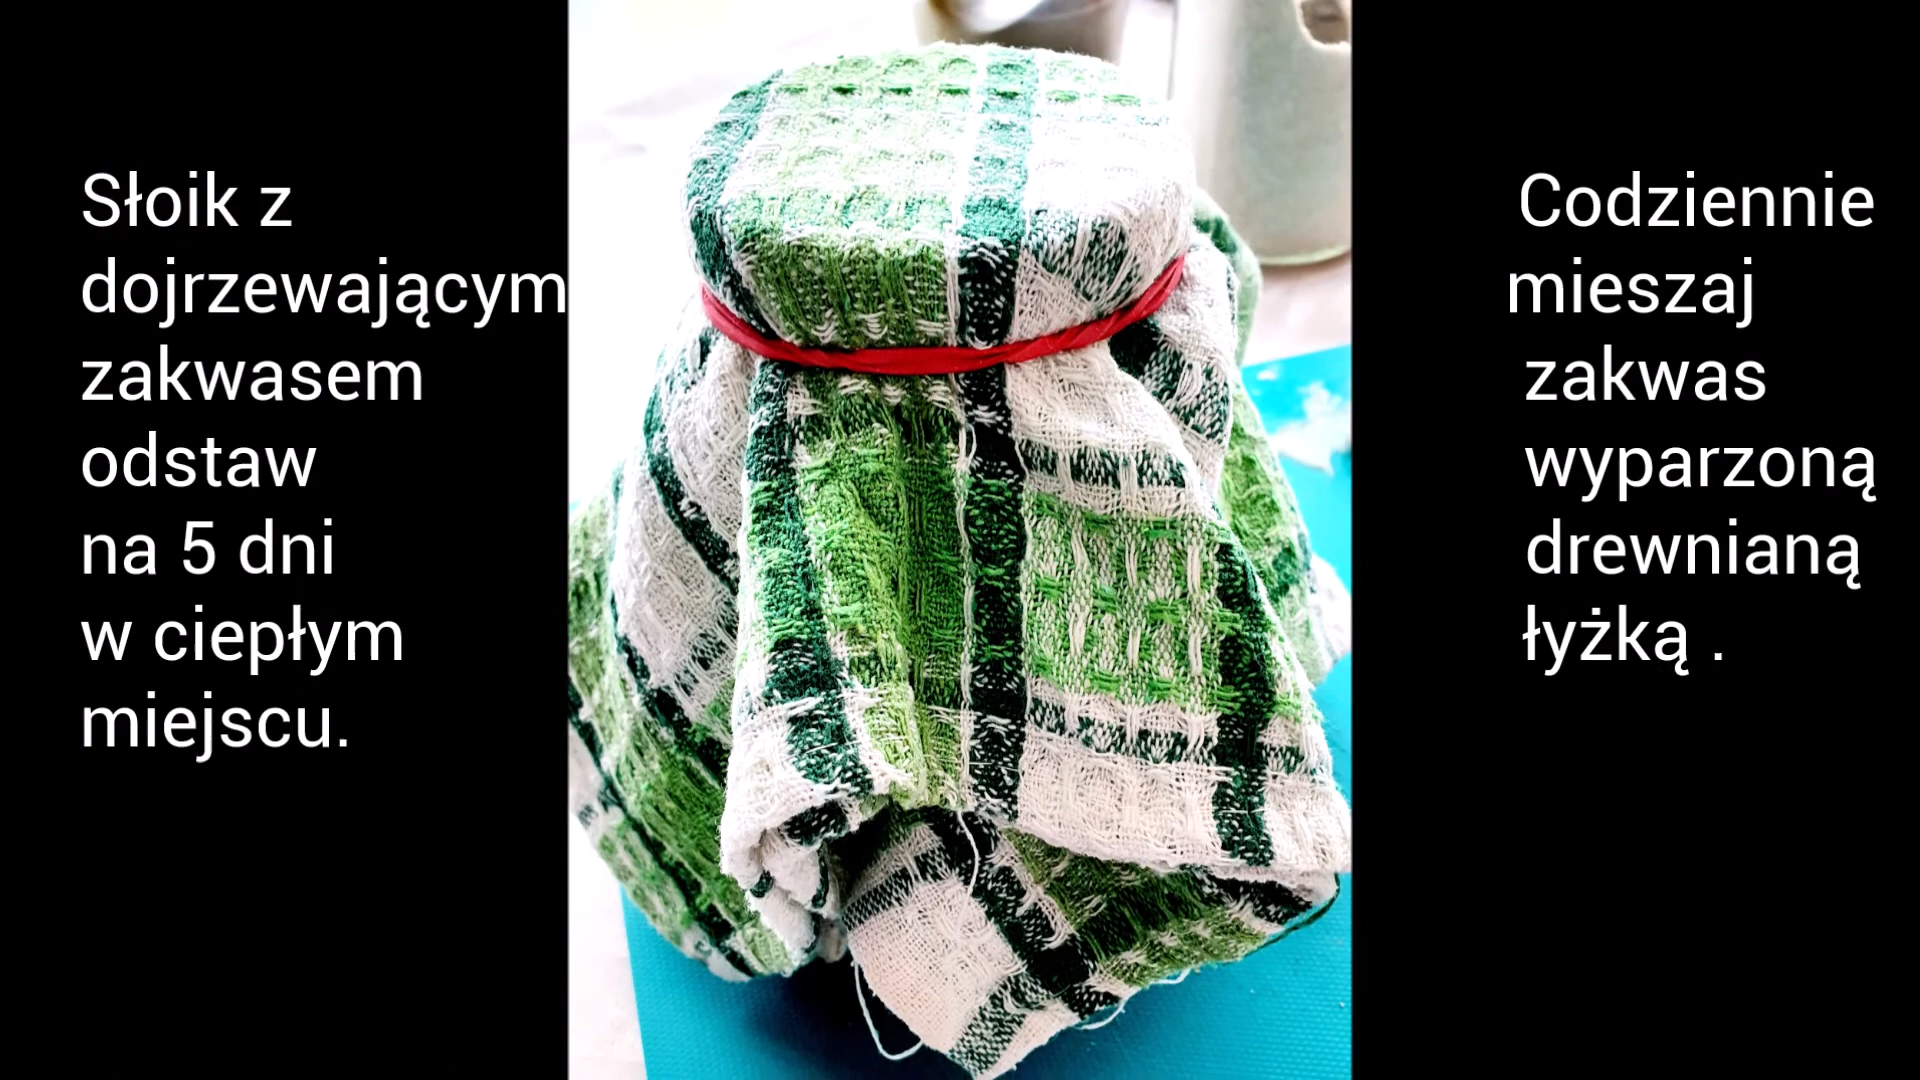 Słoik z
dojrzewającym
zakwasem
odstaw
na 5 dni
w ciepłym
miejscu.
Codziennie
mieszaj
zakwas
wyparzoną
drewnianą
łyżką .